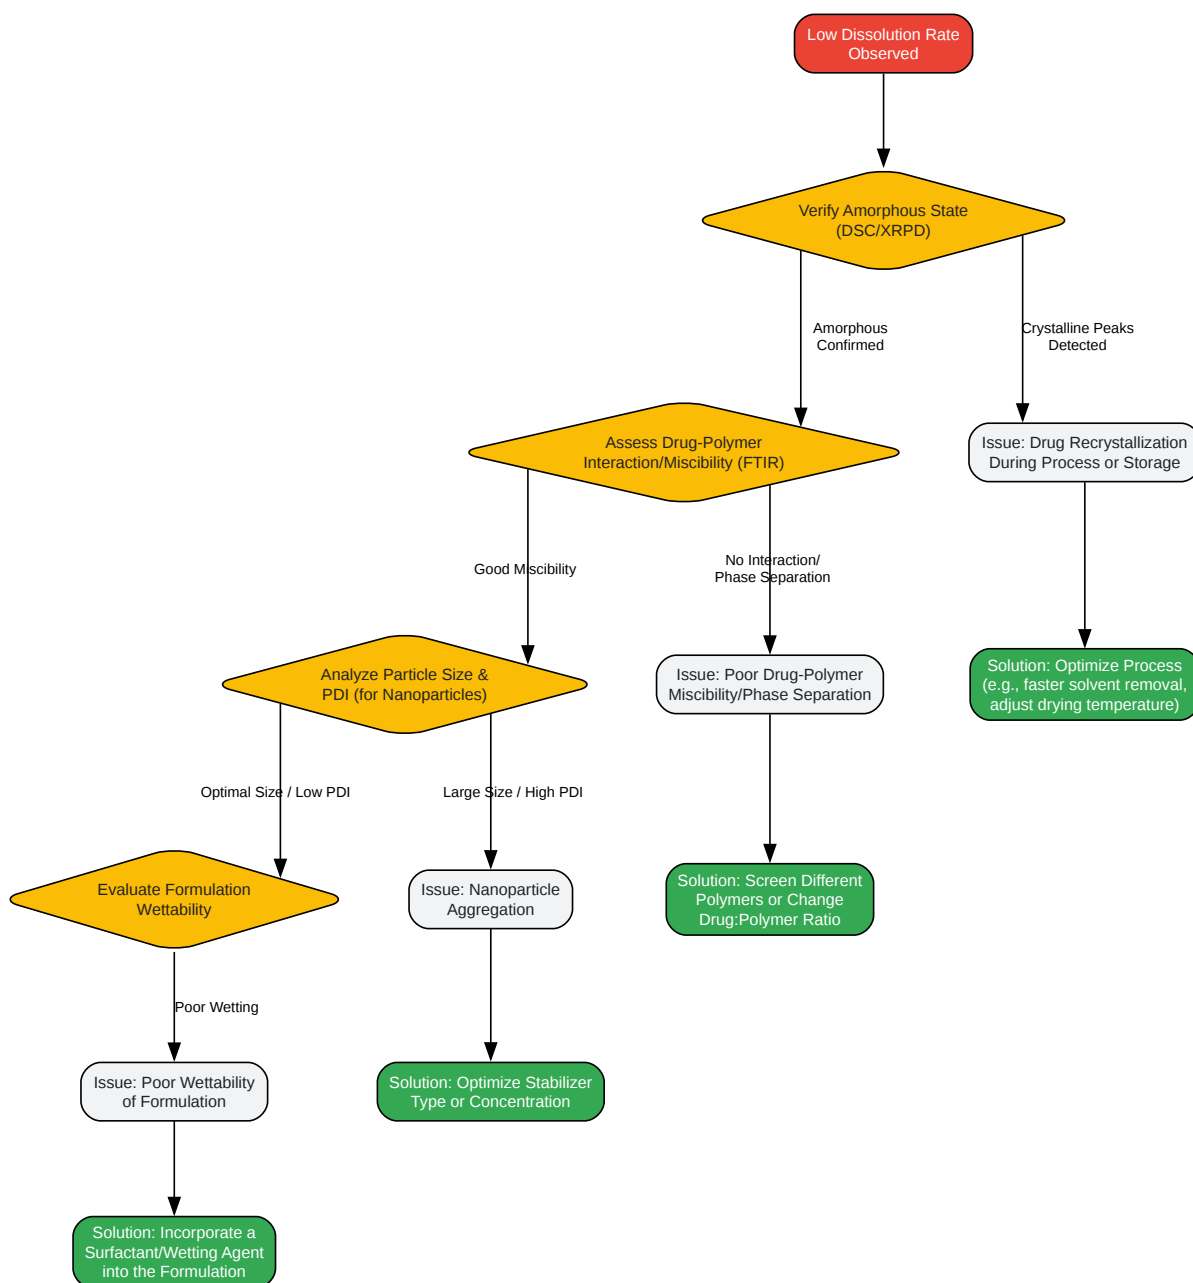 Low Dissolution Rate
Observed
Verify Amorphous State
(DSC/XRPD)
Amorphous
Confirmed
Crystalline Peaks
Detected
Assess Drug-Polymer
Interaction/Miscibility (FTIR)
Issue: Drug Recrystallization
During Process or Storage
Good Miscibility
No Interaction/
Phase Separation
Analyze Particle Size &
PDI (for Nanoparticles)
Issue: Poor Drug-Polymer
Miscibility/Phase Separation
Solution: Optimize Process
(e.g., faster solvent removal,
adjust drying temperature)
Optimal Size / Low PDI
Large Size / High PDI
Evaluate Formulation
Wettability
Issue: Nanoparticle
Aggregation
Solution: Screen Different
Polymers or Change
Drug:Polymer Ratio
Poor Wetting
Issue: Poor Wettability
of Formulation
Solution: Optimize Stabilizer
Type or Concentration
Solution: Incorporate a
Surfactant/Wetting Agent
into the Formulation